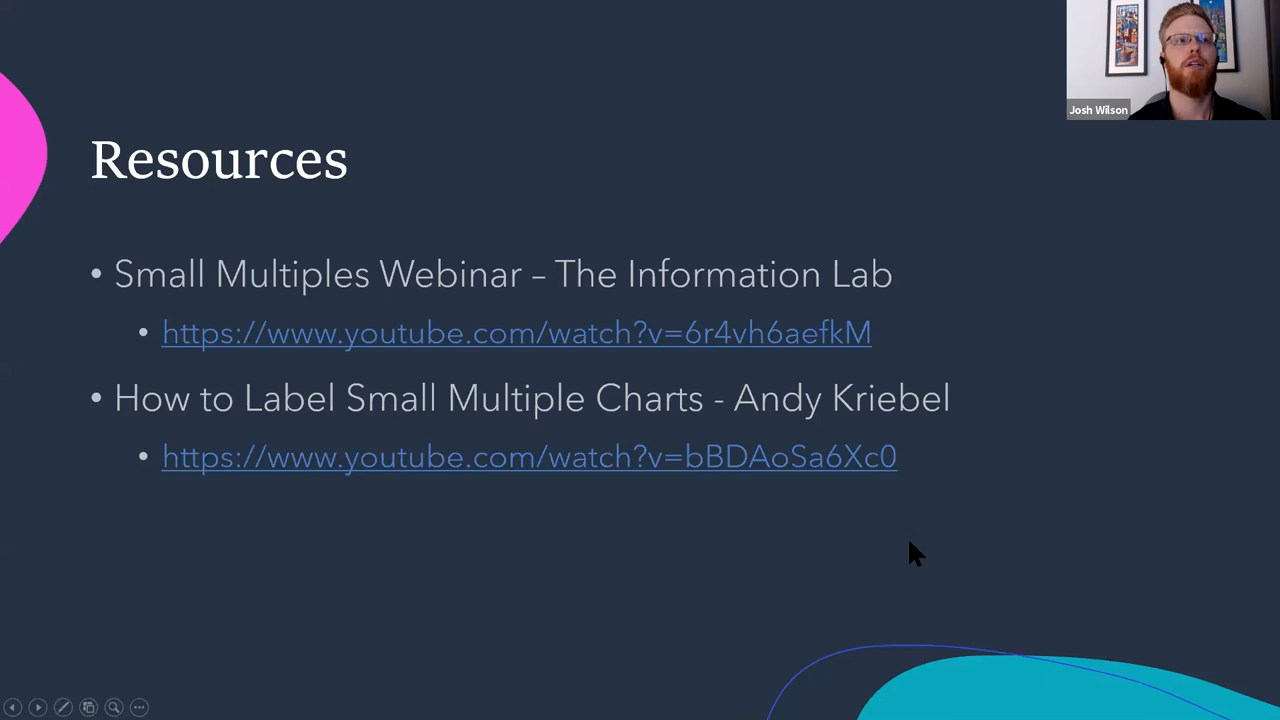 Josh Wilson
Resources
• Small Multiples Webinar – The Information Lab
• https://www.youtube.com/watch?v=6r4vh6aefkM
• How to Label Small Multiple Charts - Andy Kriebel
• https://www.youtube.com/watch?v=bBDAoSa6Xc0